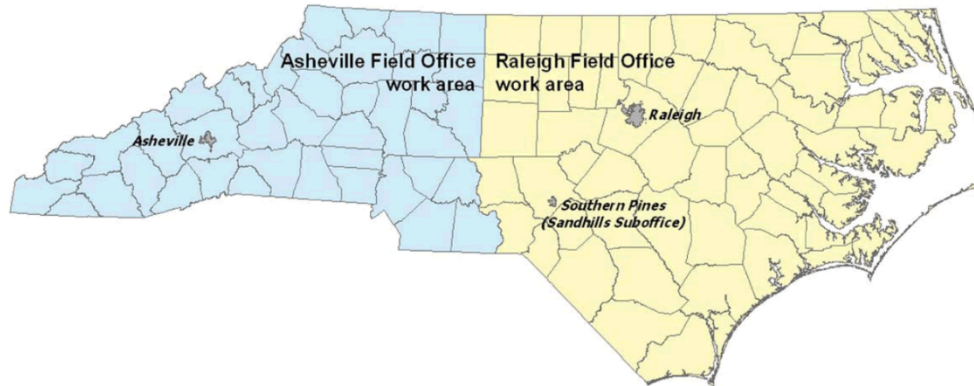 Asheville Field Office
work area
Raleigh Field Office
work area
Raleigh
Asheville
Southern Pines
(Sandhills Suboffice)